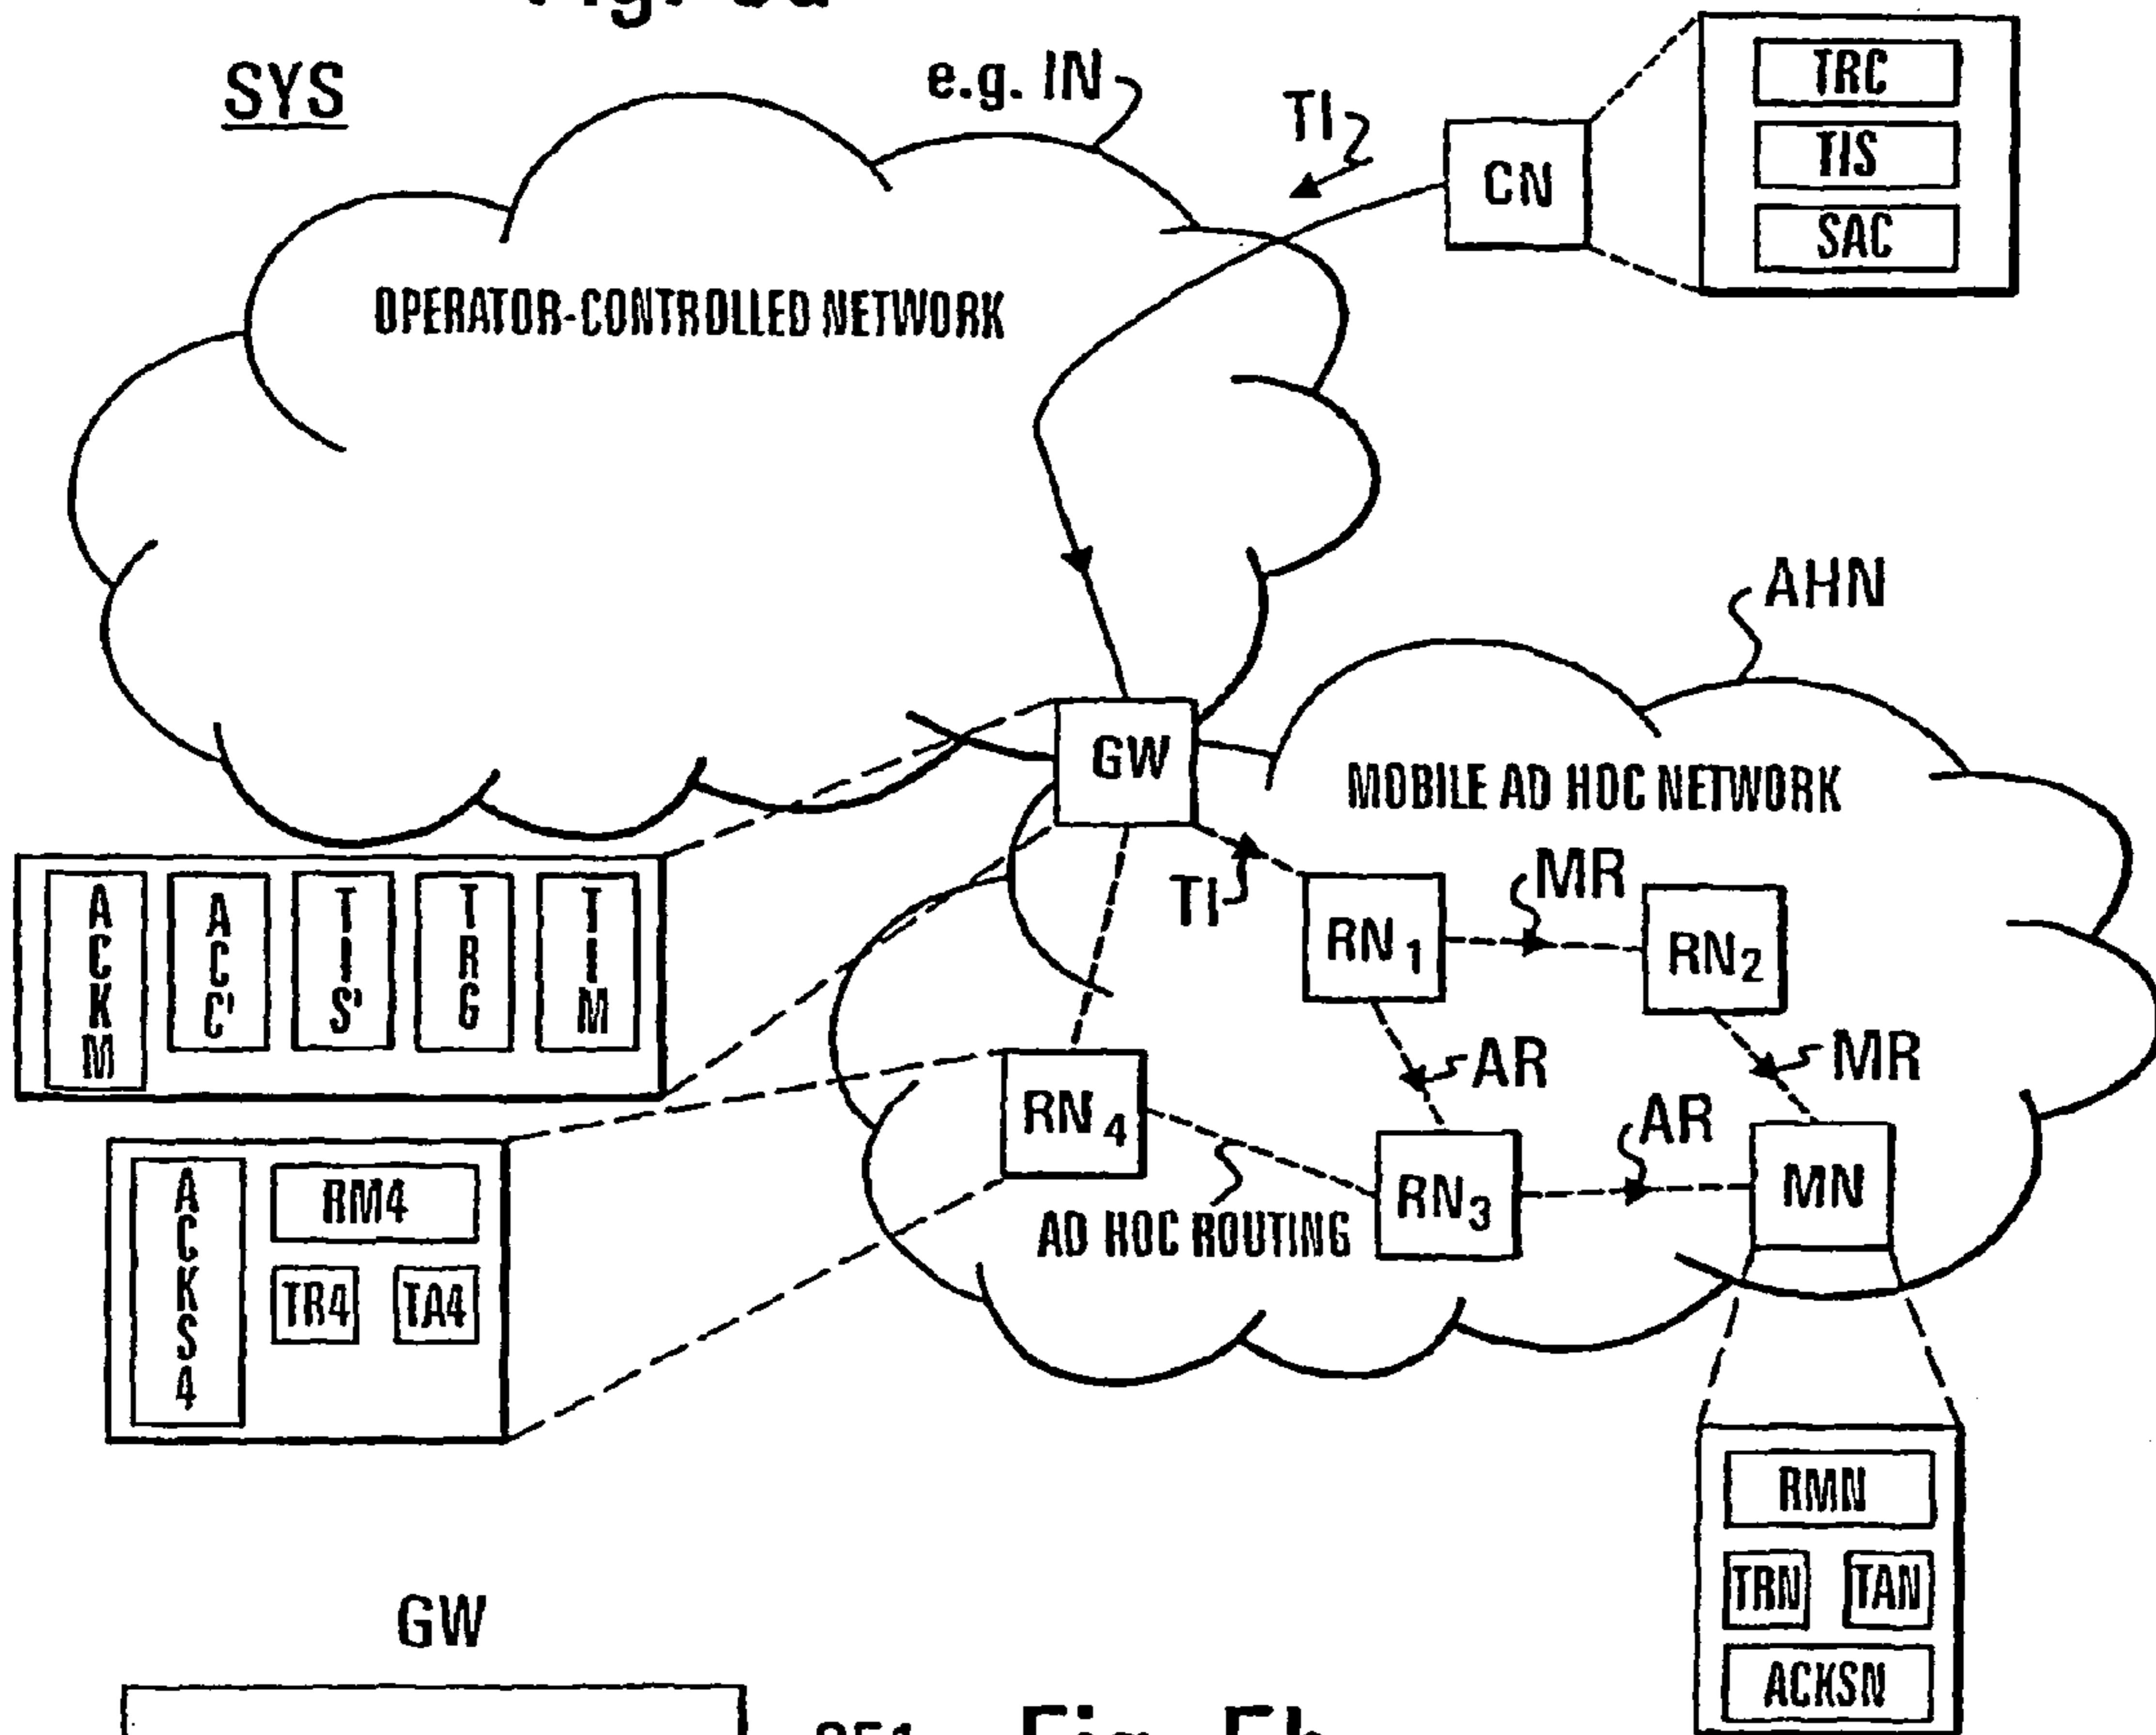 SYS
e.g. IN
TI
CN
TRC
TIS
SAC
OPERATOR-CONTROLLED NETWORK
AHN
GW
MOBILE AD HOC NETWORK
TI
MR
RN1
RN2
ACKM
ACC'
TIS'
TRG
TIM
AR
MR
RN4
AR
RN3
MN
AD HOC ROUTING
ACKS4
RM4
TR4
TA4
RMN
TRN
TAN
ACKSN
GW
Fig. 5b